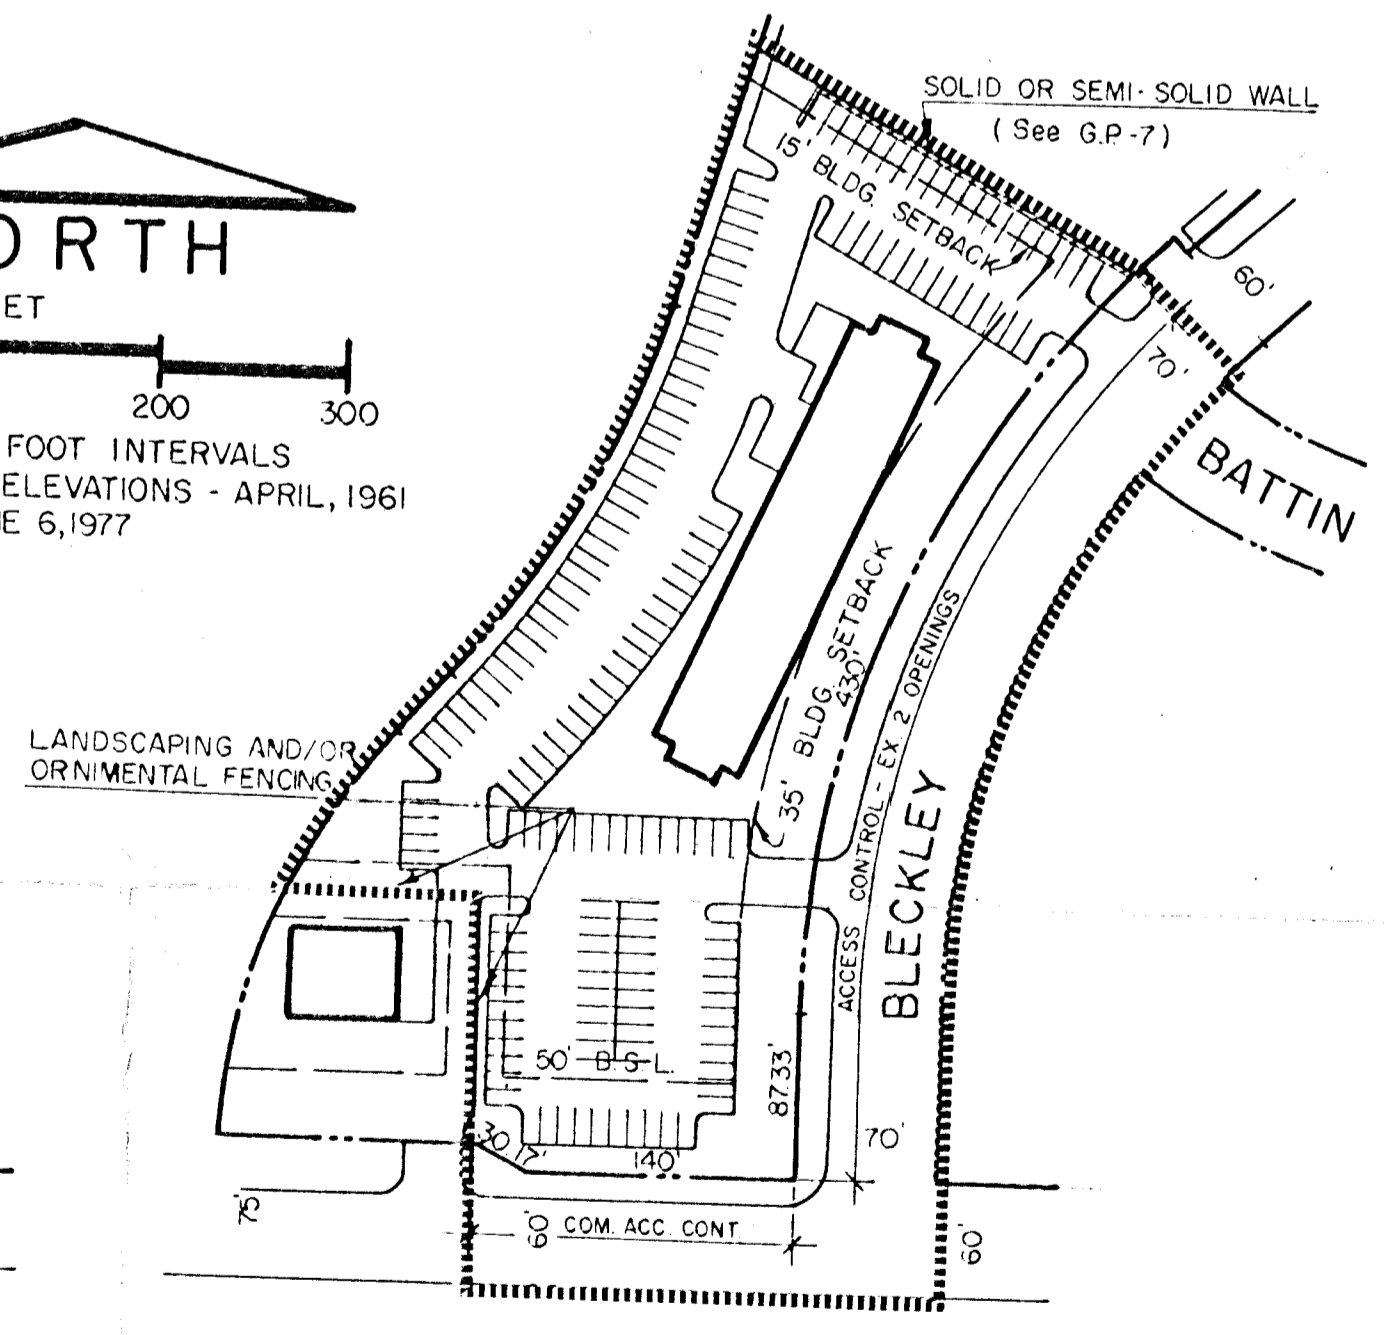 SOLID OR SEMI-SOLID WALL
(See G.P.-7)
ORTH
ET
200 300
FOOT INTERVALS
ELEVATIONS - APRIL, 1961
E 6, 1977
15' BLDG. SETBACK
60'
70'
BATTIN
35' BLDG. SETBACK
430'
ACCESS CONTROL - EX. 2 OPENINGS
BLECKLEY
LANDSCAPING AND/OR
ORNIMENTAL FENCING
50' B.S.L.
87.33'
70'
30.17'
140'
75'
60'
COM. ACC. CONT.
60'